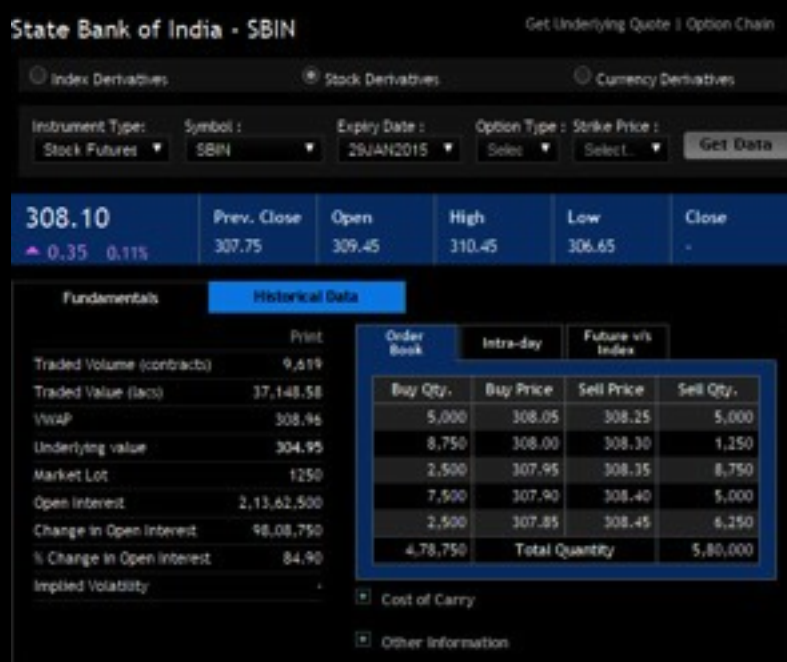 State Bank of India - SBIN
Get Underlying Quote | Option Chain
Index Derivatives Stock Derivatives Currency Derivatives
Instrument Type: Symbol : Expiry Date : Option Type : Strike Price :
Stock Futures SBIN 29JAN2015 Selec Select.. Get Data
308.10 Prev. Close Open High Low Close
0.35 0.11% 307.75 309.45 310.45 306.65 -
Fundamentals Historical Data
Print
Traded Volume (contracts) 9,619
Traded Value (lacs) 37,148.58
VWAP 308.96
Underlying value 304.95
Market Lot 1250
Open Interest 2,13,62,500
Change in Open Interest 98,08,750
% Change in Open Interest 84.90
Implied Volatility -
Order Book Intra-day Future v/s Index
Buy Qty. Buy Price Sell Price Sell Qty.
5,000 308.05 308.25 5,000
8,750 308.00 308.30 1,250
2,500 307.95 308.35 8,750
7,500 307.90 308.40 5,000
2,500 307.85 308.45 6,250
4,78,750 Total Quantity 5,80,000
Cost of Carry
Other Information